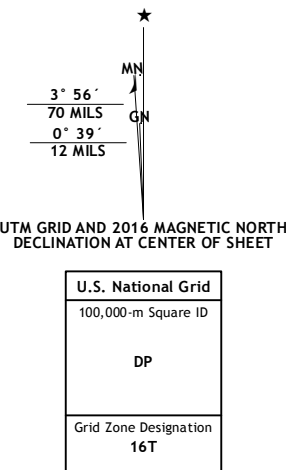 ★
MN
GN
3° 56´
70 MILS
0° 39´
12 MILS
UTM GRID AND 2016 MAGNETIC NORTH
DECLINATION AT CENTER OF SHEET
U.S. National Grid
100,000-m Square ID
DP
Grid Zone Designation
16T